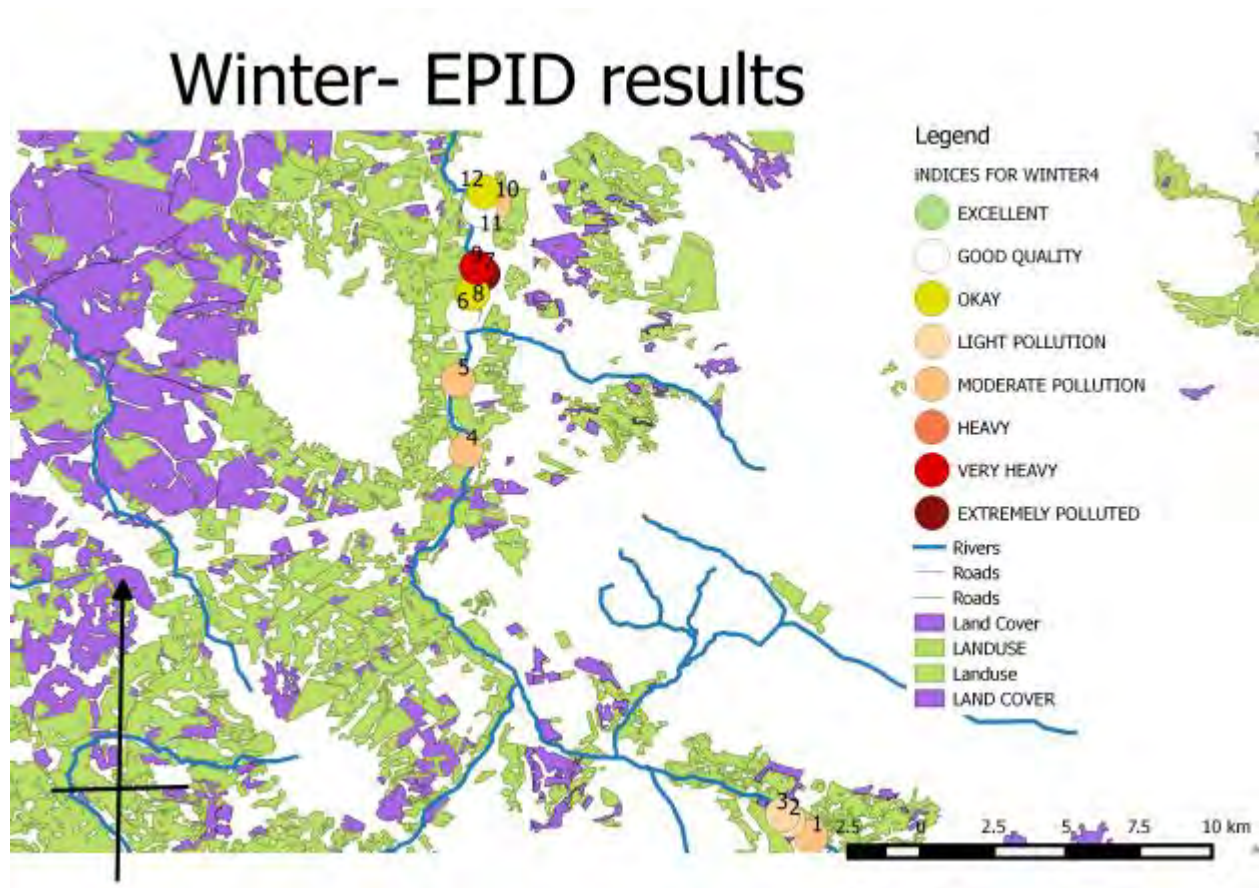 Winter- EPID results
Legend
iNDICES FOR WINTER4
EXCELLENT
GOOD QUALITY
OKAY
LIGHT POLLUTION
MODERATE POLLUTION
HEAVY
VERY HEAVY
EXTREMELY POLLUTED
Rivers
Roads
Roads
Land Cover
LANDUSE
Landuse
LAND COVER
12
10
11
9
7
8
6
5
4
3
2
1
2.5 0 2.5 5 7.5 10 km